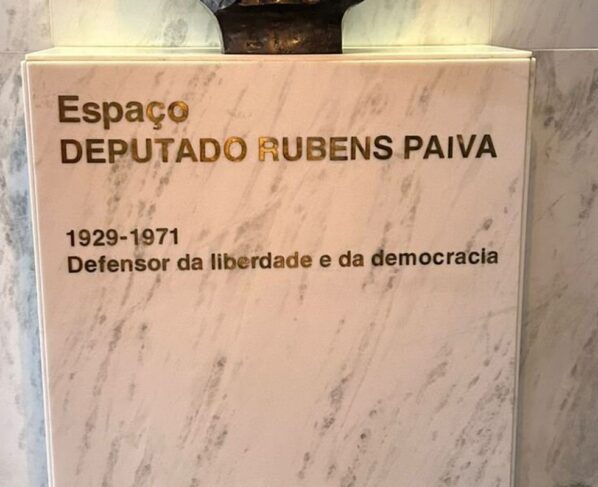 Espaço
DEPUTADO RUBENS PAIVA
1929-1971
Defensor da liberdade e da democracia